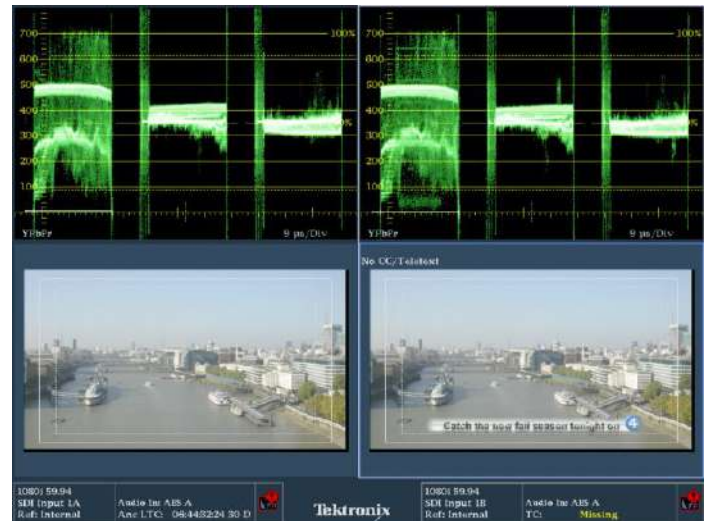 700
100%
700
100%
600
600
500
500
400
400
300
300
200
200
100
100
YPbPr
9 µs/Div
YPbPr
9 µs/Div
No CC/Teletext
Catch the new fall season tonight on 4
1080i 59.94
SDI Input 1A
Ref: Internal
Audio In: AES A
Anc LTC: 06:44:32:24 30 D
Tektronix
1080i 59.94
SDI Input 1B
Ref: Internal
Audio In: AES A
TC: Missing